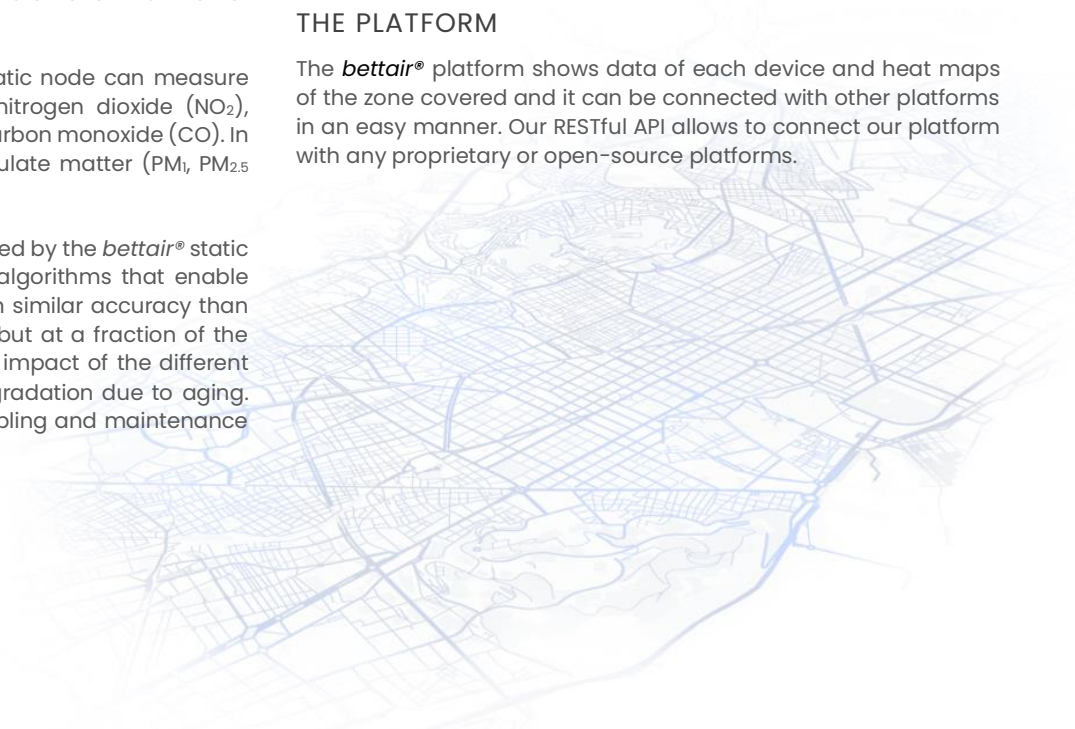 atic node can measure
nitrogen dioxide (NO₂),
arbon monoxide (CO). In
ulate matter (PM₁, PM₂.₅
ed by the bettair® static
algorithms that enable
n similar accuracy than
but at a fraction of the
impact of the different
gradation due to aging.
pling and maintenance
THE PLATFORM
The bettair® platform shows data of each device and heat maps
of the zone covered and it can be connected with other platforms
in an easy manner. Our RESTful API allows to connect our platform
with any proprietary or open-source platforms.